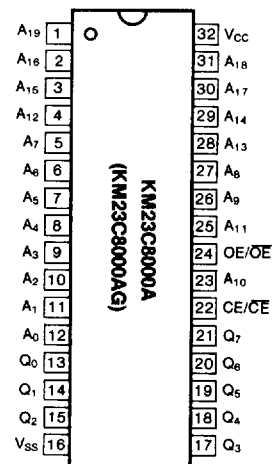 A₁₉ 1 32 VCC
A₁₆ 2 31 A₁₈
A₁₅ 3 30 A₁₇
A₁₂ 4 29 A₁₄
A₇ 5 28 A₁₃
A₆ 6 27 A₈
A₅ 7 26 A₉
A₄ 8 25 A₁₁
A₃ 9 24 OE/O̅E̅
A₂ 10 23 A₁₀
A₁ 11 22 CE/C̅E̅
A₀ 12 21 Q₇
Q₀ 13 20 Q₆
Q₁ 14 19 Q₅
Q₂ 15 18 Q₄
VSS 16 17 Q₃
KM23C8000A
(KM23C8000AG)